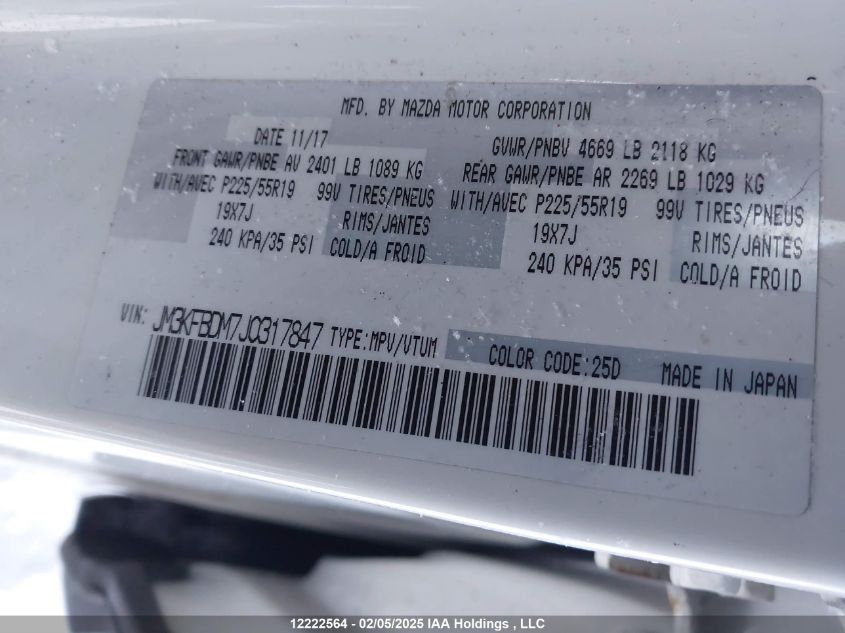 MFD. BY MAZDA MOTOR CORPORATION
DATE 11/17 GVWR/PNBV 4669 LB 2118 KG
FRONT GAWR/PNBE AV 2401 LB 1089 KG REAR GAWR/PNBE AR 2269 LB 1029 KG
WITH/AVEC P225/55R19 99V TIRES/PNEUS WITH/AVEC P225/55R19 99V TIRES/PNEUS
19X7J RIMS/JANTES 19X7J RIMS/JANTES
240 KPA/35 PSI COLD/A FROID 240 KPA/35 PSI COLD/A FROID
VIN: JM3KFBDM7J0317847 TYPE:MPV/VTUM COLOR CODE:25D MADE IN JAPAN
12222564 - 02/05/2025 IAA Holdings , LLC